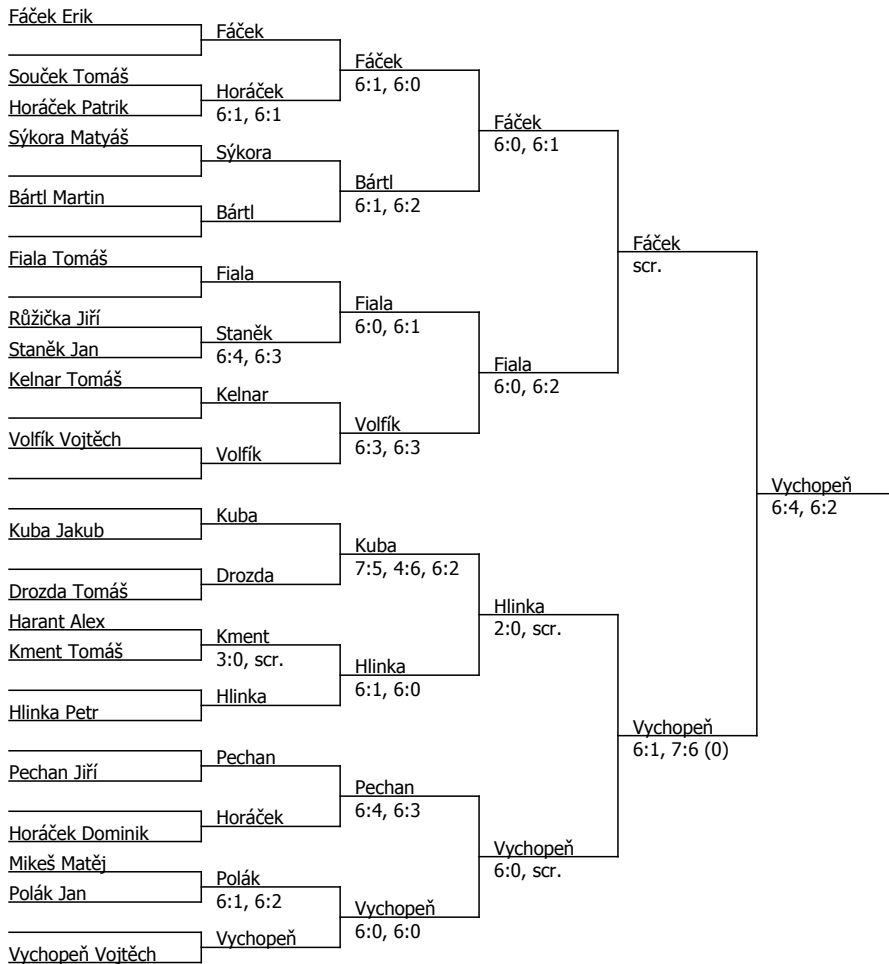 Fáček Erik
Souček Tomáš
Horáček Patrik
Sýkora Matyáš
Bártl Martin
Fiala Tomáš
Růžička Jiří
Staněk Jan
Kelnar Tomáš
Volfík Vojtěch
Kuba Jakub
Drozda Tomáš
Harant Alex
Kment Tomáš
Hlinka Petr
Pechan Jiří
Horáček Dominik
Mikeš Matěj
Polák Jan
Vychopeň Vojtěch
Fáček
Horáček
6:1, 6:1
Sýkora
Bártl
Fiala
Staněk
6:4, 6:3
Kelnar
Volfík
Kuba
Drozda
Kment
3:0, scr.
Hlinka
Pechan
Horáček
Polák
6:1, 6:2
Vychopeň
Fáček
6:1, 6:0
Bártl
6:1, 6:2
Fiala
6:0, 6:1
Volfík
6:3, 6:3
Kuba
7:5, 4:6, 6:2
Hlinka
6:1, 6:0
Pechan
6:4, 6:3
Vychopeň
6:0, 6:0
Fáček
6:0, 6:1
Fiala
6:0, 6:2
Hlinka
2:0, scr.
Vychopeň
6:0, scr.
Fáček
scr.
Vychopeň
6:1, 7:6 (0)
Vychopeň
6:4, 6:2